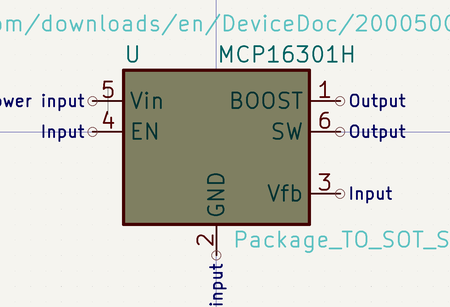 om/downloads/en/DeviceDoc/2000500
U MCP16301H
ower input 5 Vin BOOST 1 Output
Input 4 EN SW 6 Output
Vfb 3 Input
GND
2
Package_TO_SOT_S
input